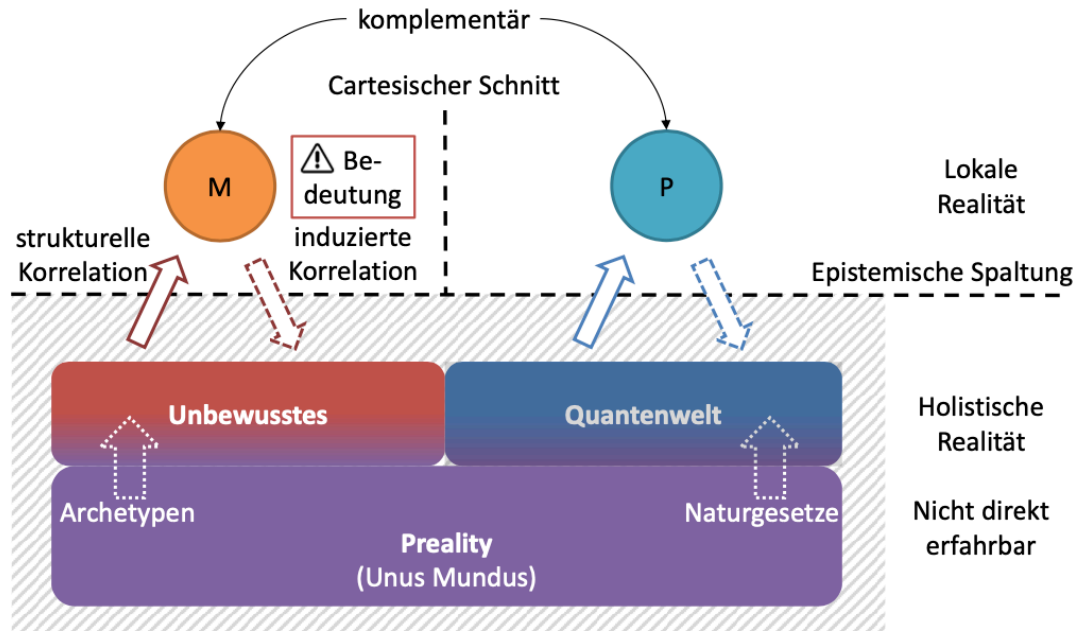 komplementär
Cartesischer Schnitt
M
Be-
deutung
P
Lokale
Realität
strukturelle
Korrelation
induzierte
Korrelation
Epistemische Spaltung
Unbewusstes
Quantenwelt
Holistische
Realität
Archetypen
Naturgesetze
Preality
(Unus Mundus)
Nicht direkt
erfahrbar